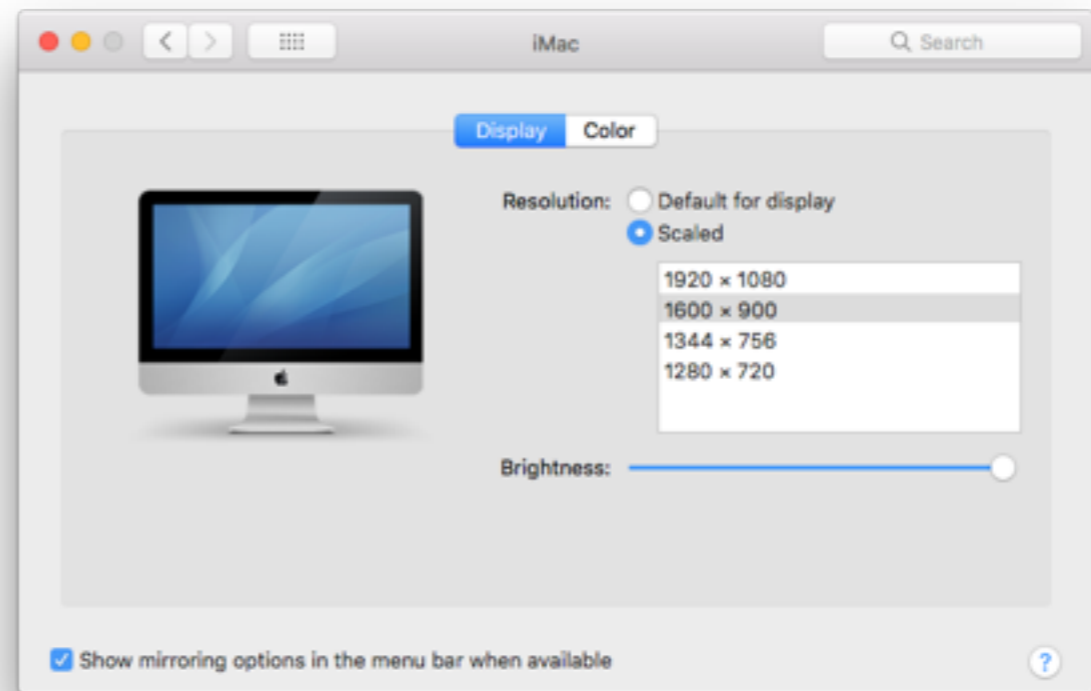 iMac
Search
Display Color
Resolution: Default for display
Scaled
1920 × 1080
1600 × 900
1344 × 756
1280 × 720
Brightness:
Show mirroring options in the menu bar when available
?